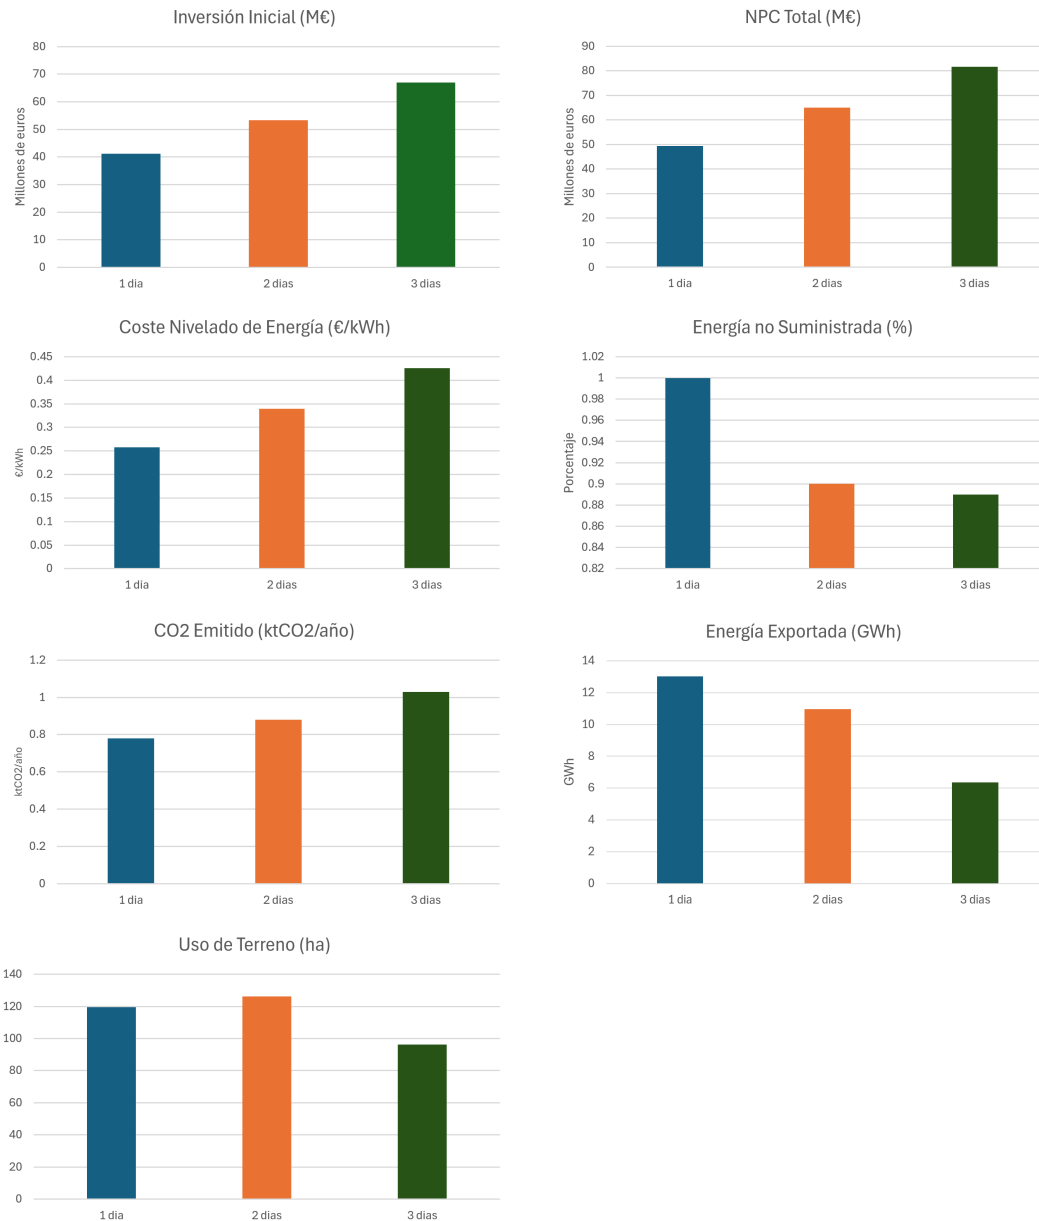 Inversión Inicial (M€)
Millones de euros
80
70
60
50
40
30
20
10
0
1 dia
2 dias
3 dias
NPC Total (M€)
Millones de euros
90
80
70
60
50
40
30
20
10
0
1 dia
2 dias
3 dias
Coste Nivelado de Energía (€/kWh)
€/kWh
0.45
0.4
0.35
0.3
0.25
0.2
0.15
0.1
0.05
0
1 dia
2 dias
3 dias
Energía no Suministrada (%)
Porcentaje
1.02
1
0.98
0.96
0.94
0.92
0.9
0.88
0.86
0.84
0.82
1 dia
2 dias
3 dias
CO2 Emitido (ktCO2/año)
ktCO2/año
1.2
1
0.8
0.6
0.4
0.2
0
1 dia
2 dias
3 dias
Energía Exportada (GWh)
GWh
14
12
10
8
6
4
2
0
1 dia
2 dias
3 dias
Uso de Terreno (ha)
140
120
100
80
60
40
20
0
1 dia
2 dias
3 dias